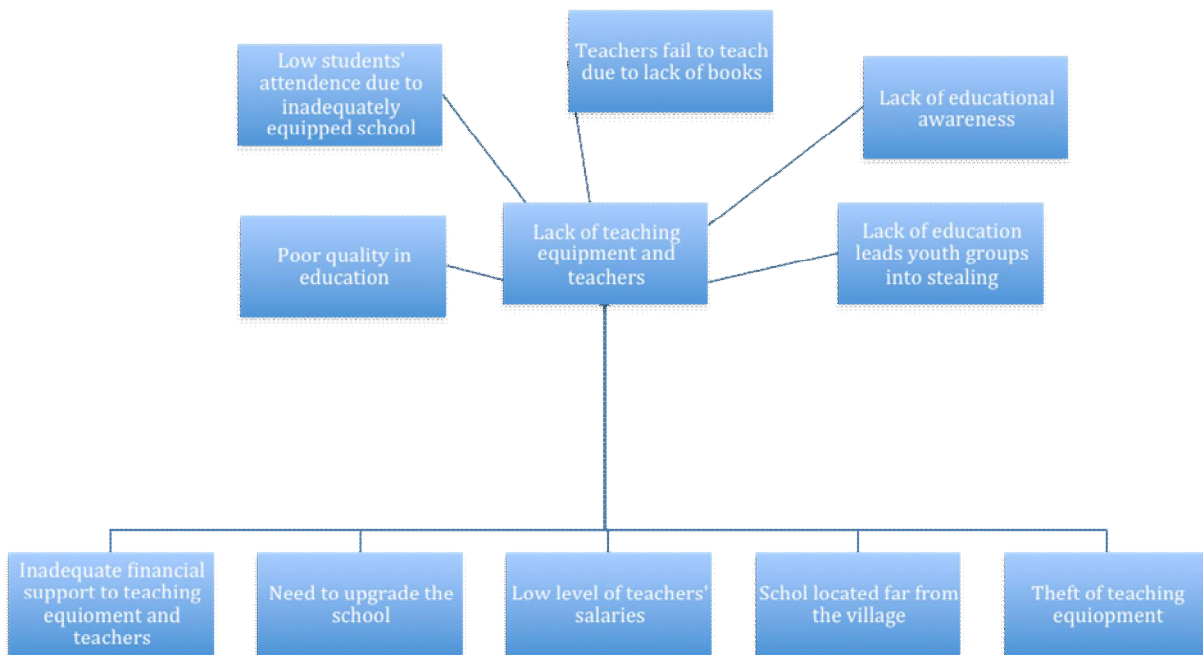 Low students'
attendence due to
inadequately
equipped school
Teachers fail to teach
due to lack of books
Lack of educational
awareness
Poor quality in
education
Lack of teaching
equipment and
teachers
Lack of education
leads youth groups
into stealing
Inadequate financial
support to teaching
equioment and
teachers
Need to upgrade the
school
Low level of teachers'
salaries
Schol located far from
the village
Theft of teaching
equiopment